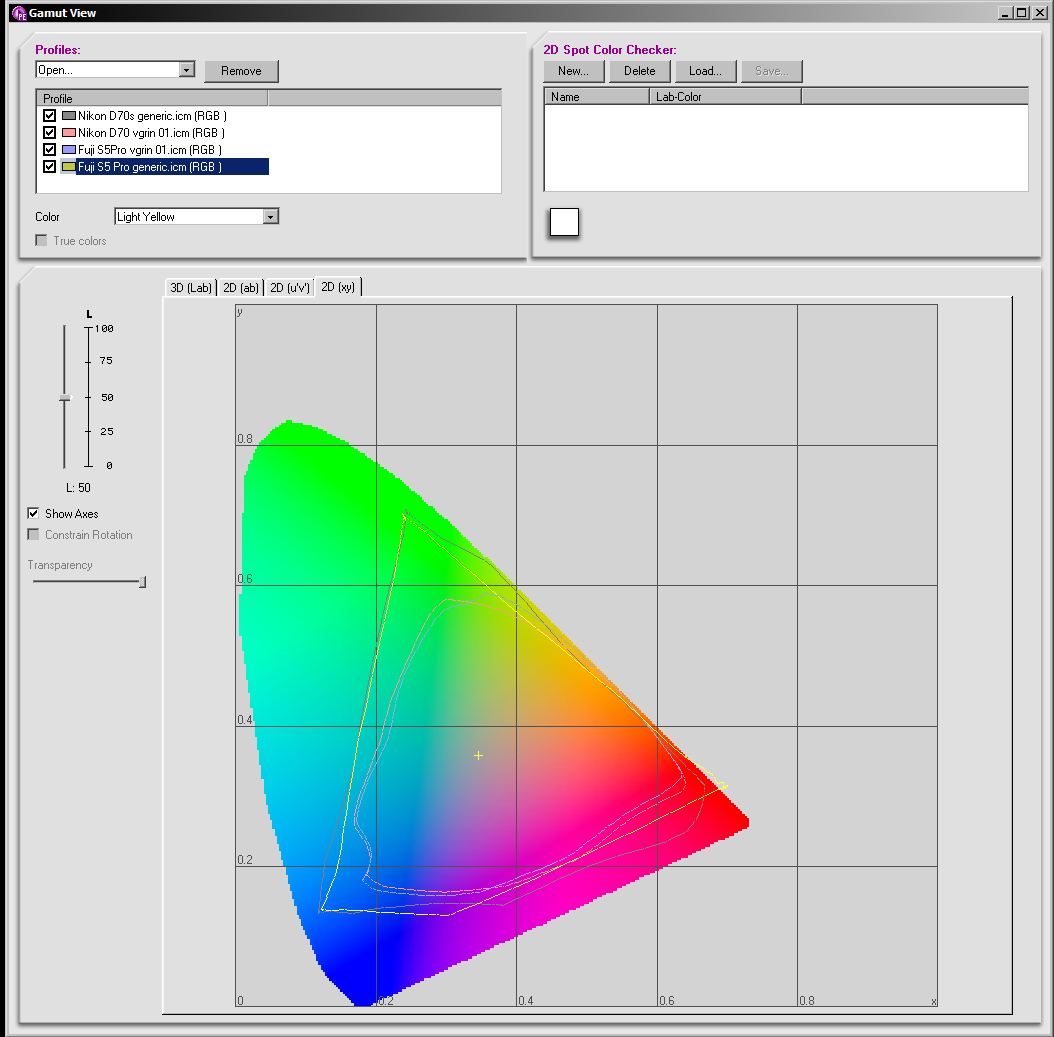 PE Gamut View
Profiles:
Open...
Remove
Profile
Nikon D70s generic.icm (RGB )
Nikon D70 vgrin 01.icm (RGB )
Fuji S5Pro vgrin 01.icm (RGB )
Fuji S5 Pro generic.icm (RGB )
Color
Light Yellow
True colors
2D Spot Color Checker:
New...
Delete
Load...
Save...
Name
Lab-Color
3D (Lab)
2D (ab)
2D (u'v')
2D (xy)
L
100
75
50
25
0
L: 50
Show Axes
Constrain Rotation
Transparency
y
0.8
0.6
0.4
0.2
0
0.2
0.4
0.6
0.8
x